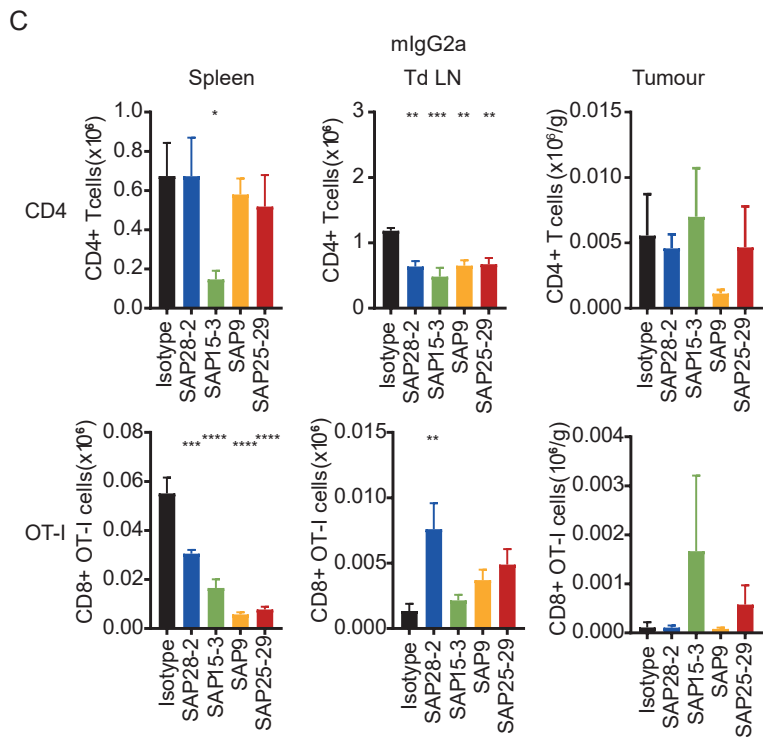 C
mIgG2a
Spleen
Td LN
Tumour
CD4
CD4+ Tcells(x10⁶)
1.0
0.8
0.6
0.4
0.2
0.0
*
Isotype
SAP28-2
SAP15-3
SAP9
SAP25-29
CD4+ Tcells(x10⁶)
3
2
1
0
** *** ** **
Isotype
SAP28-2
SAP15-3
SAP9
SAP25-29
CD4+ T cells (x10⁶/g)
0.015
0.010
0.005
0.000
Isotype
SAP28-2
SAP15-3
SAP9
SAP25-29
OT-I
CD8+ OT-I cells(x10⁶)
0.08
0.06
0.04
0.02
0.00
*** **** **** ****
Isotype
SAP28-2
SAP15-3
SAP9
SAP25-29
CD8+ OT-I cells(x10⁶)
0.015
0.010
0.005
0.000
**
Isotype
SAP28-2
SAP15-3
SAP9
SAP25-29
CD8+ OT-I cells(10⁶/g)
0.004
0.003
0.002
0.001
0.000
Isotype
SAP28-2
SAP15-3
SAP9
SAP25-29